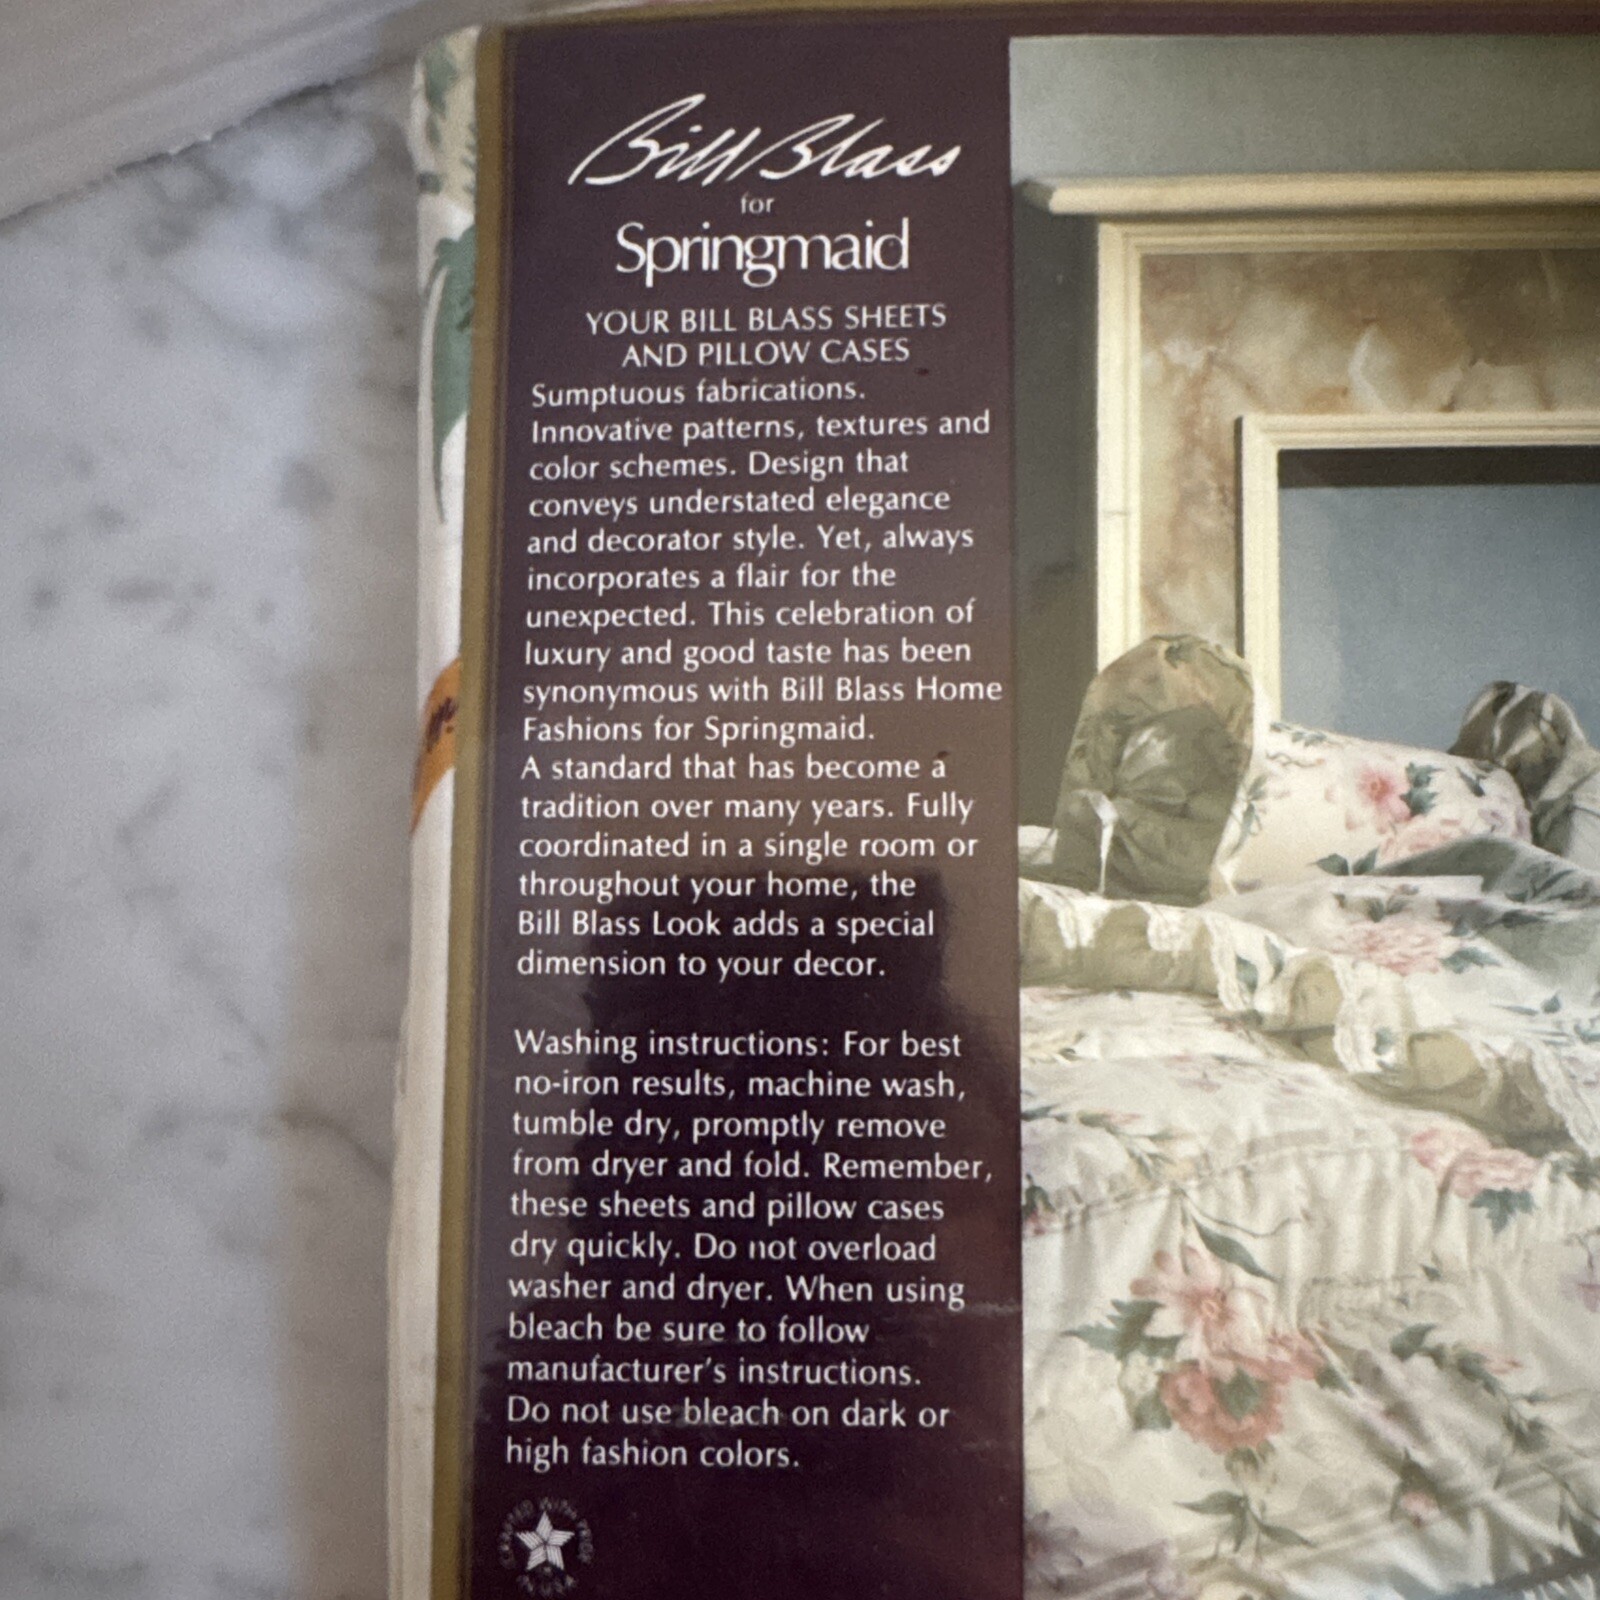 Bill Blass
for
Springmaid
YOUR BILL BLASS SHEETS
AND PILLOW CASES
Sumptuous fabrications.
Innovative patterns, textures and
color schemes. Design that
conveys understated elegance
and decorator style. Yet, always
incorporates a flair for the
unexpected. This celebration of
luxury and good taste has been
synonymous with Bill Blass Home
Fashions for Springmaid.
A standard that has become a
tradition over many years. Fully
coordinated in a single room or
throughout your home, the
Bill Blass Look adds a special
dimension to your decor.
Washing instructions: For best
no-iron results, machine wash,
tumble dry, promptly remove
from dryer and fold. Remember,
these sheets and pillow cases
dry quickly. Do not overload
washer and dryer. When using
bleach be sure to follow
manufacturer's instructions.
Do not use bleach on dark or
high fashion colors.
CRAFTED WITH PRIDE
IN USA